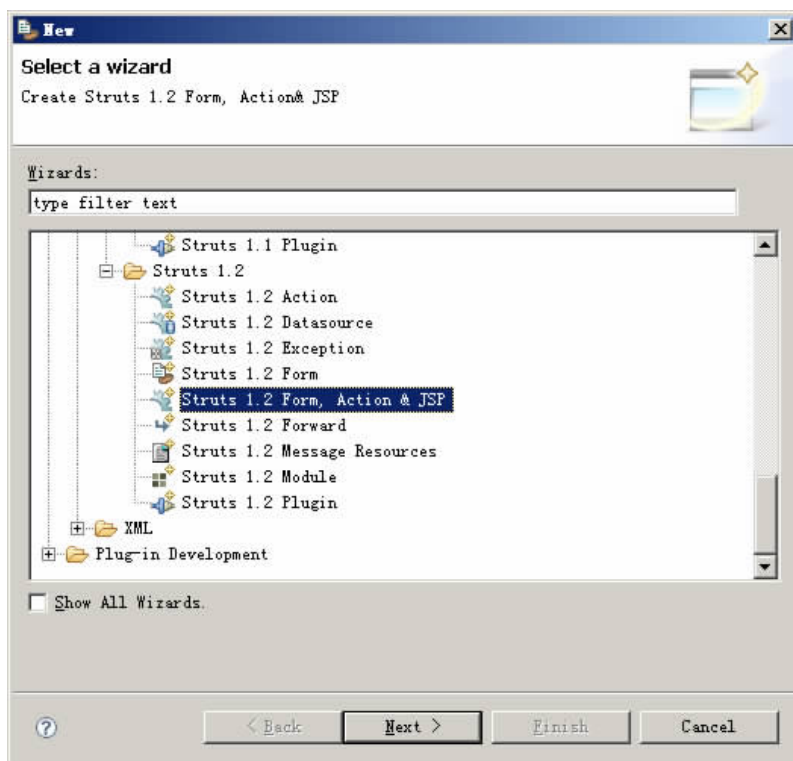 New
Select a wizard
Create Struts 1.2 Form, Action& JSP
Wizards:
type filter text
Struts 1.1 Plugin
Struts 1.2
Struts 1.2 Action
Struts 1.2 Datasource
Struts 1.2 Exception
Struts 1.2 Form
Struts 1.2 Form, Action & JSP
Struts 1.2 Forward
Struts 1.2 Message Resources
Struts 1.2 Module
Struts 1.2 Plugin
XML
Plug-in Development
Show All Wizards.
? < Back Next > Finish Cancel